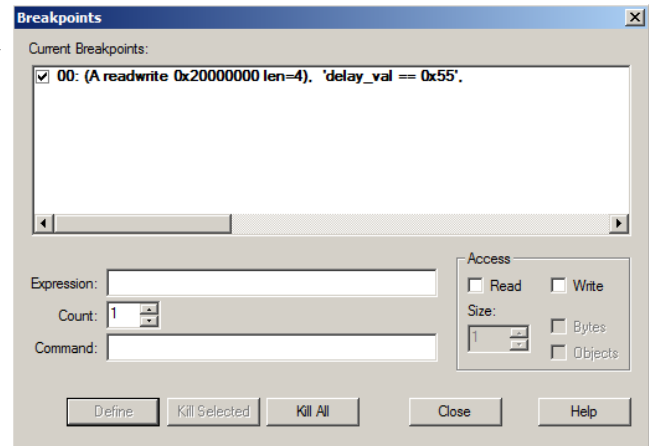 Breakpoints
Current Breakpoints:
00: (A readwrite 0x20000000 len=4),  'delay_val == 0x55',
Expression:
Count: 1
Command:
Access
Read Write
Size:
1
Bytes
Objects
Define Kill Selected Kill All Close Help